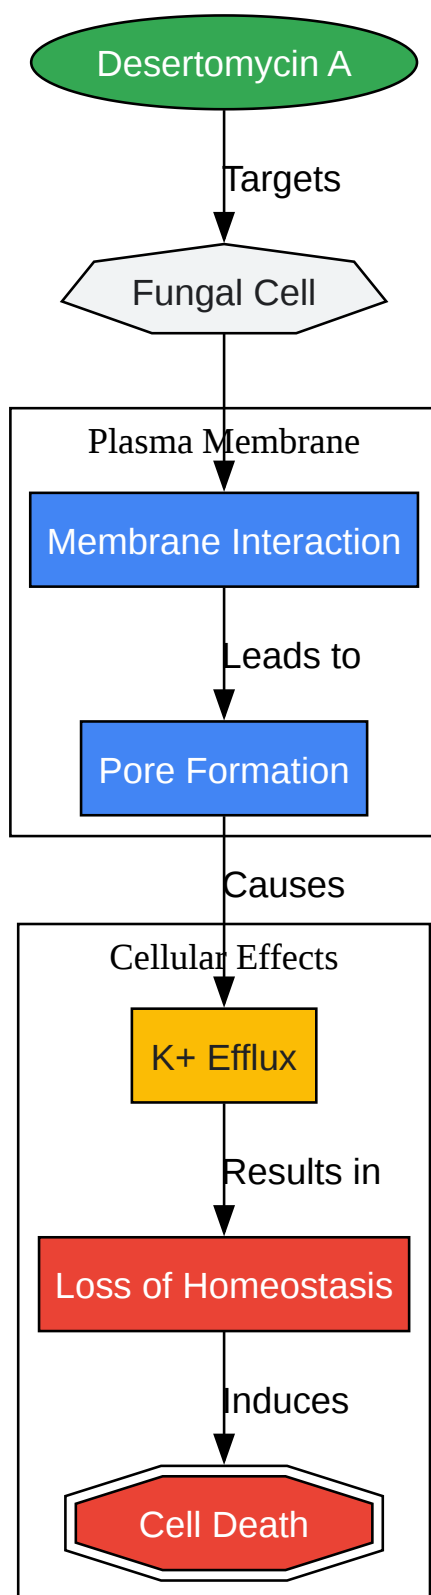 Desertomycin A
Targets
Fungal Cell
Plasma Membrane
Membrane Interaction
Leads to
Pore Formation
Causes
Cellular Effects
K+ Efflux
Results in
Loss of Homeostasis
Induces
Cell Death